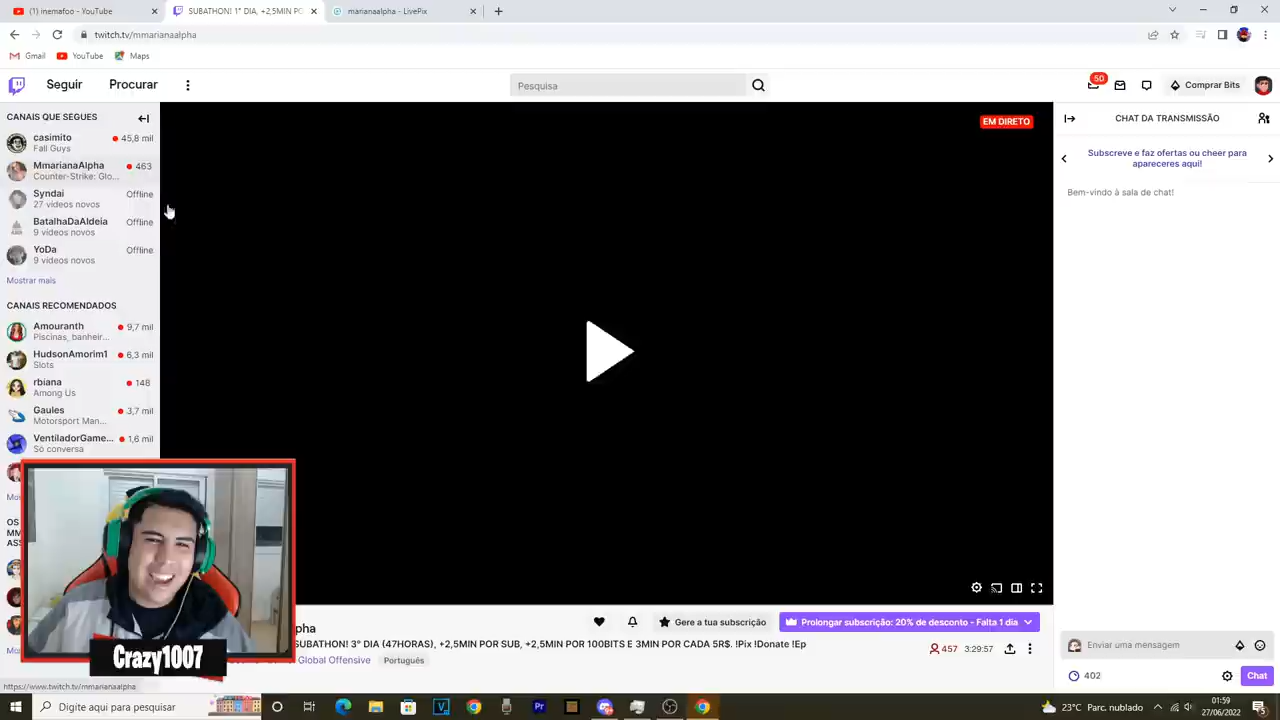 (1) inemafoo - YouTube
SUBATHON! 1° DIA, +2,5MIN PO
marianaalpha - LivePix
twitch.tv/mmarianaalpha
Gmail
YouTube
Maps
Seguir
Procurar
Pesquisa
50
Comprar Bits
CANAIS QUE SEGUES
casimito
45,8 mil
Fall Guys
MmarianaAlpha
463
Counter-Strike: Glo...
Syndai
Offline
27 vídeos novos
BatalhaDaAldeia
Offline
9 vídeos novos
YoDa
Offline
9 vídeos novos
Mostrar mais
CANAIS RECOMENDADOS
Amouranth
9,7 mil
Piscinas, banheir...
HudsonAmorim1
6,3 mil
Slots
rbiana
148
Among Us
Gaules
3,7 mil
Motorsport Man...
VentiladorGame...
1,6 mil
Só conversa
Mo
OS
MM
ASS
Mo
EM DIRETO
CHAT DA TRANSMISSÃO
Subscreve e faz ofertas ou cheer para
apareceres aqui!
Bem-vindo à sala de chat!
pha
Gere a tua subscrição
Prolongar subscrição: 20% de desconto - Falta 1 dia
SUBATHON! 3° DIA (47HORAS), +2,5MIN POR SUB, +2,5MIN POR 100BITS E 3MIN POR CADA 5R$. !Pix !Donate !Ep
Global Offensive
Português
457
3:29:57
Enviar uma mensagem
402
Chat
Crazy1007
https://www.twitch.tv/mmarianaalpha
Digite aqui para pesquisar
23°C Parc. nublado
01:59
27/06/2022